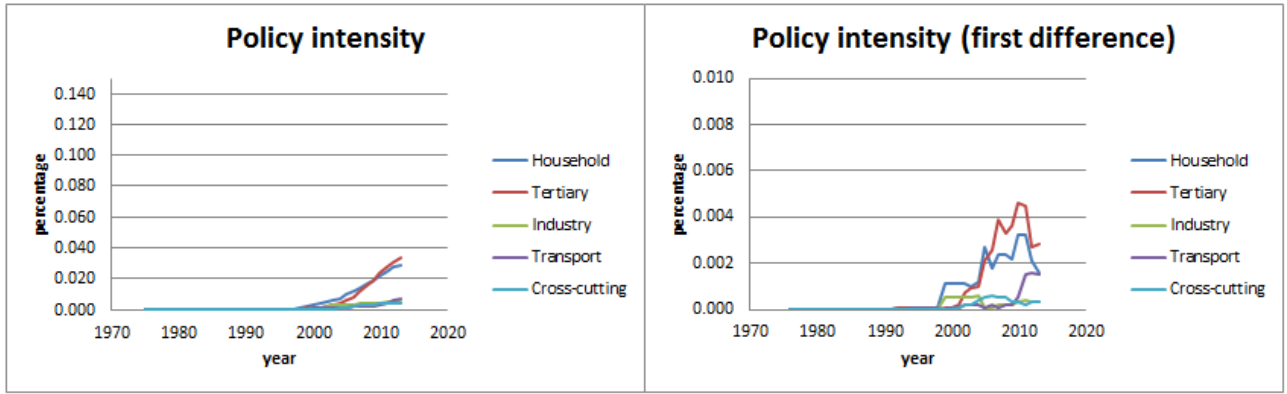 Policy intensity
0.140
0.120
0.100
0.080
0.060
0.040
0.020
0.000
percentage
1970 1980 1990 2000 2010 2020
year
Household
Tertiary
Industry
Transport
Cross-cutting
Policy intensity (first difference)
0.010
0.008
0.006
0.004
0.002
0.000
percentage
1970 1980 1990 2000 2010 2020
year
Household
Tertiary
Industry
Transport
Cross-cutting